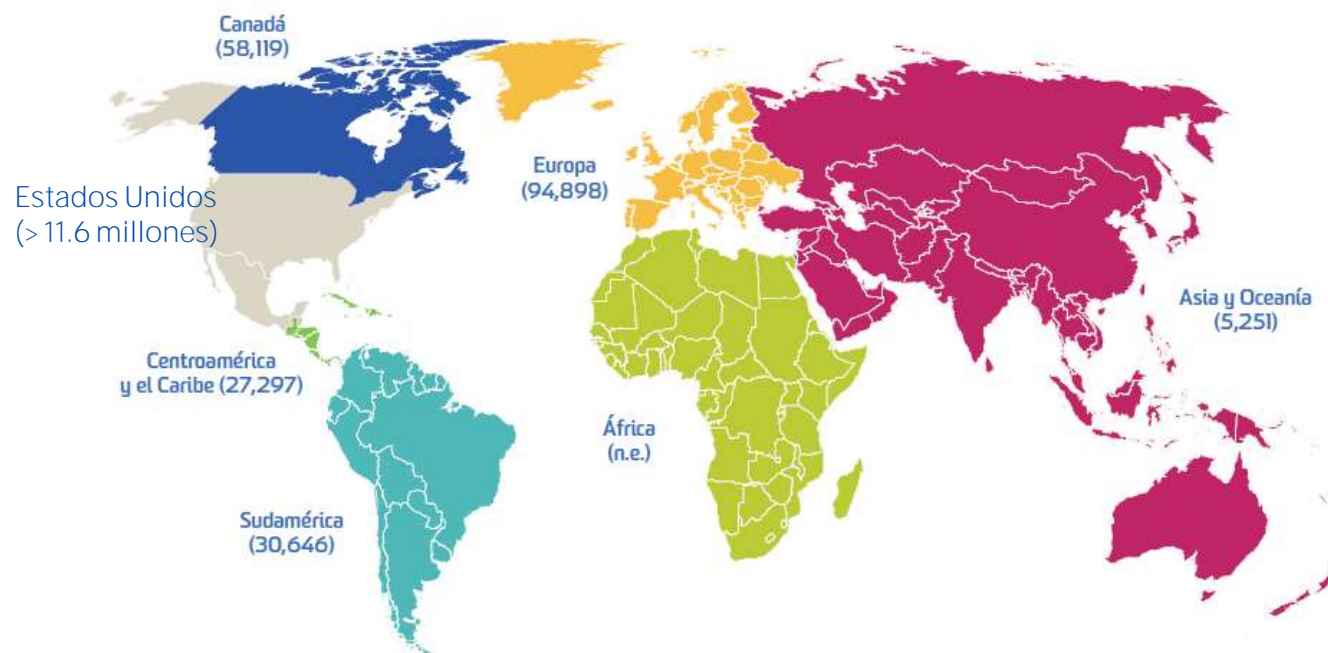 Canadá
(58,119)
Europa
(94,898)
Estados Unidos
(> 11.6 millones)
Asia y Oceanía
(5,251)
Centroamérica
y el Caribe (27,297)
África
(n.e.)
Sudamérica
(30,646)